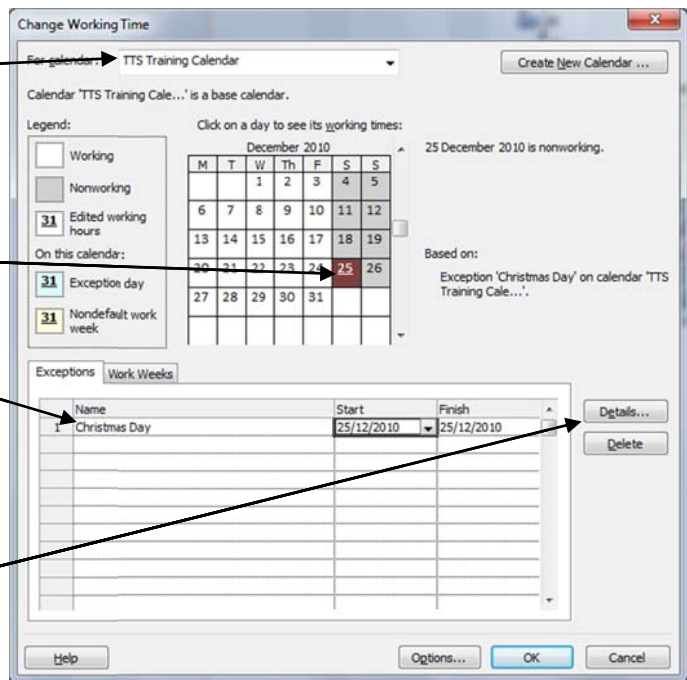 Change Working Time
For calendar: TTS Training Calendar
Create New Calendar ...
Calendar 'TTS Training Cale...' is a base calendar.
Legend:
Click on a day to see its working times:
Working
Nonworking
31 Edited working hours
On this calendar:
31 Exception day
31 Nondefault work week
December 2010
M T W Th F S S
1 2 3 4 5
6 7 8 9 10 11 12
13 14 15 16 17 18 19
20 21 22 23 24 25 26
27 28 29 30 31
25 December 2010 is nonworking.
Based on:
Exception 'Christmas Day' on calendar 'TTS
Training Cale...'.
Exceptions Work Weeks
Name Start Finish
1 Christmas Day 25/12/2010 25/12/2010
Details...
Delete
Help
Options...
OK
Cancel